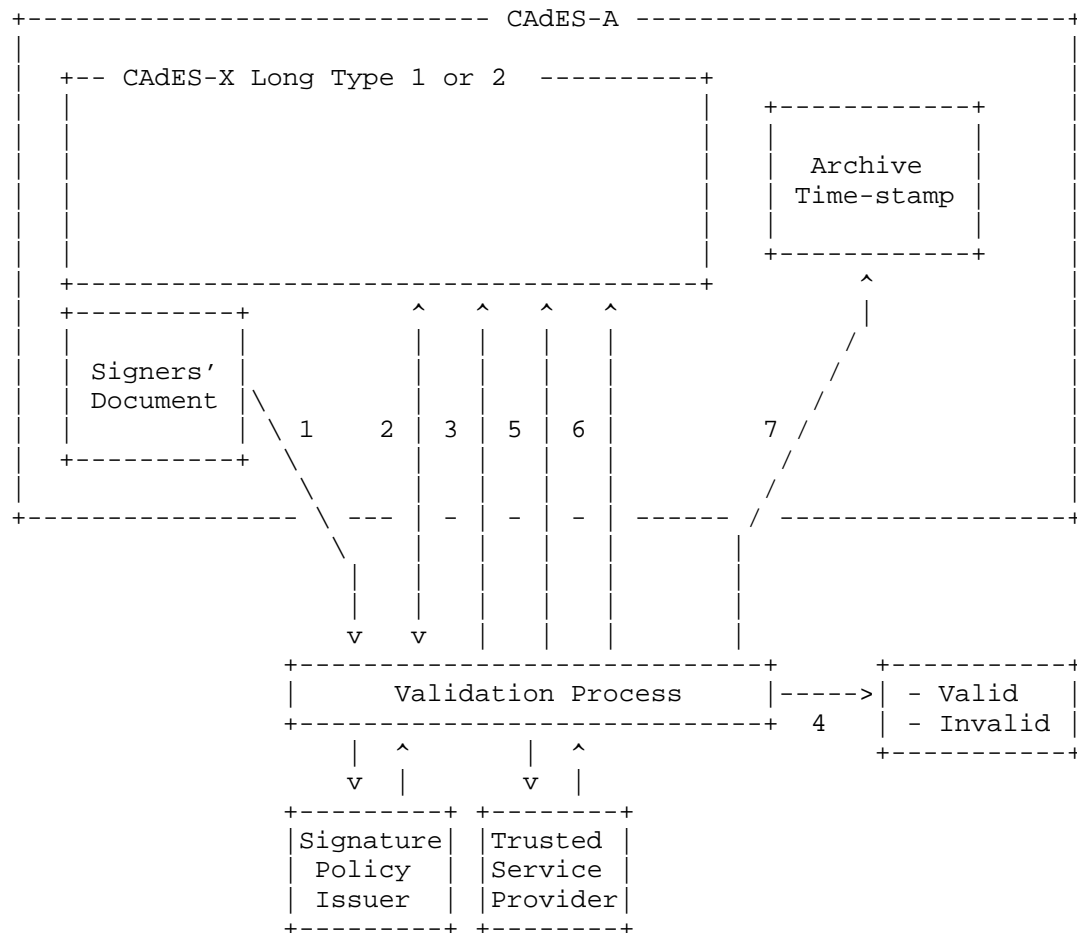 CAdES-A
CAdES-X Long Type 1 or 2
Archive
Time-stamp
Signers'
Document
1 2 3 5 6 7
Validation Process
4
- Valid
- Invalid
Signature
Policy
Issuer
Trusted
Service
Provider